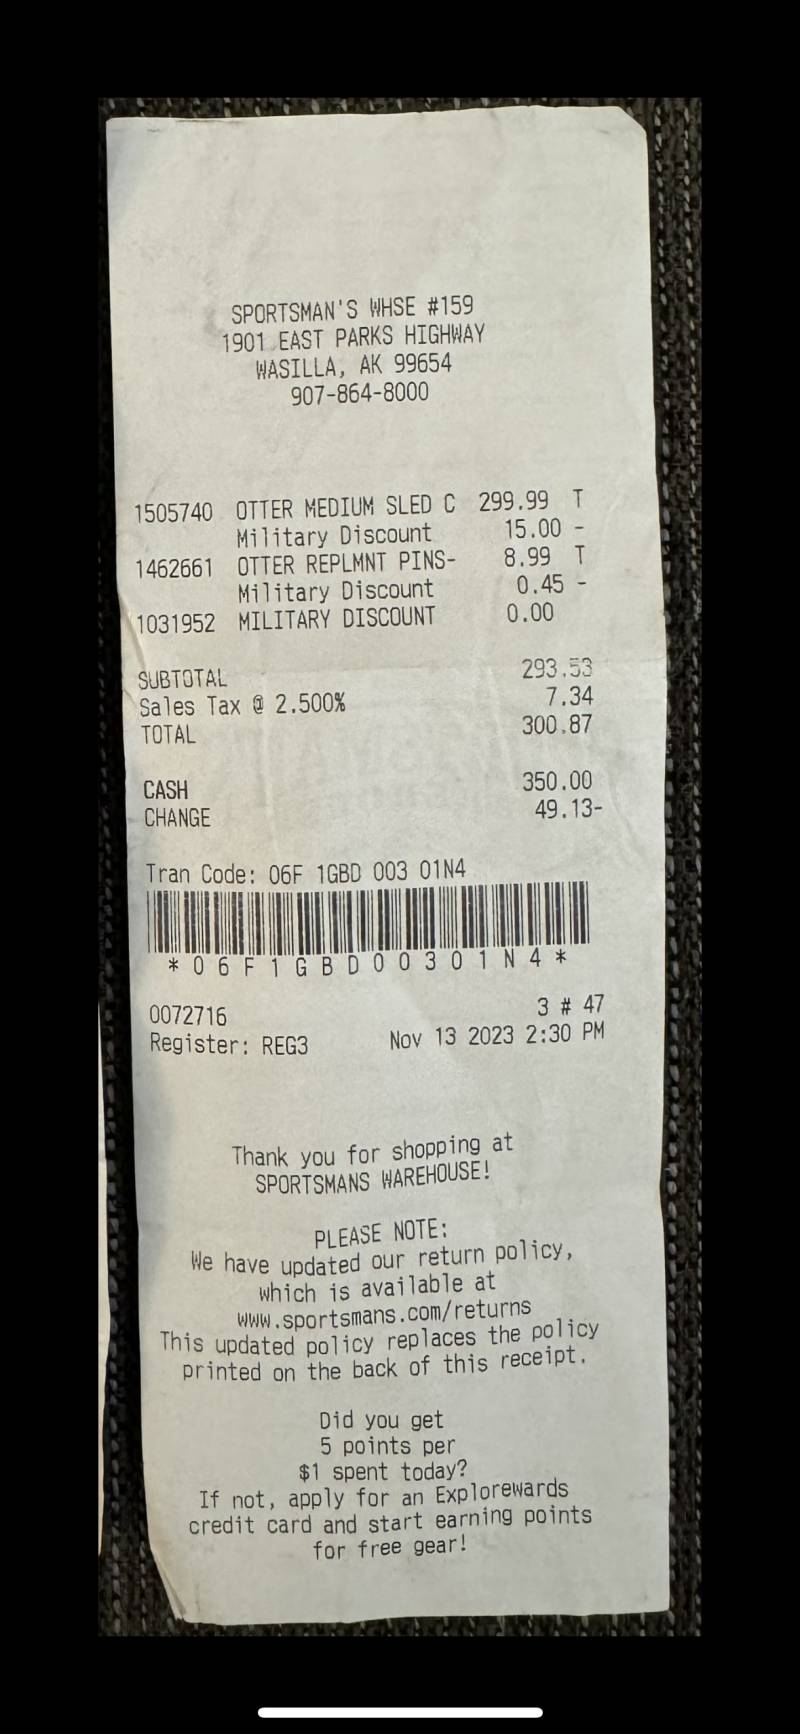 SPORTSMAN'S WHSE #159
1901 EAST PARKS HIGHWAY
WASILLA, AK 99654
907-864-8000
1505740 OTTER MEDIUM SLED C 299.99 T
Military Discount 15.00 -
1462661 OTTER REPLMNT PINS- 8.99 T
Military Discount 0.45 -
1031952 MILITARY DISCOUNT 0.00
SUBTOTAL 293.53
Sales Tax @ 2.500% 7.34
TOTAL 300.87
CASH 350.00
CHANGE 49.13-
Tran Code: 06F 1GBD 003 01N4
*06F1GBD00301N4*
0072716 3 # 47
Register: REG3 Nov 13 2023 2:30 PM
Thank you for shopping at
SPORTSMANS WAREHOUSE!
PLEASE NOTE:
We have updated our return policy,
which is available at
www.sportsmans.com/returns
This updated policy replaces the policy
printed on the back of this receipt.
Did you get
5 points per
$1 spent today?
If not, apply for an Explorewards
credit card and start earning points
for free gear!